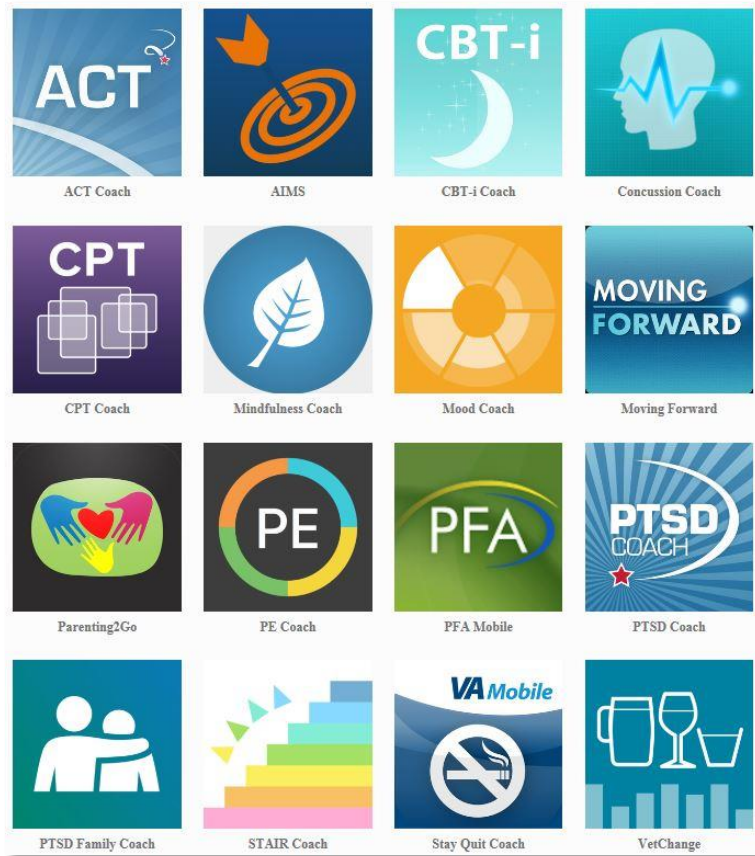 ACT
CBT-i
ACT Coach
AIMS
CBT-i Coach
Concussion Coach
CPT
MOVING
FORWARD
CPT Coach
Mindfulness Coach
Mood Coach
Moving Forward
PE
PFA
PTSD
COACH
Parenting2Go
PE Coach
PFA Mobile
PTSD Coach
VA Mobile
PTSD Family Coach
STAIR Coach
Stay Quit Coach
VetChange